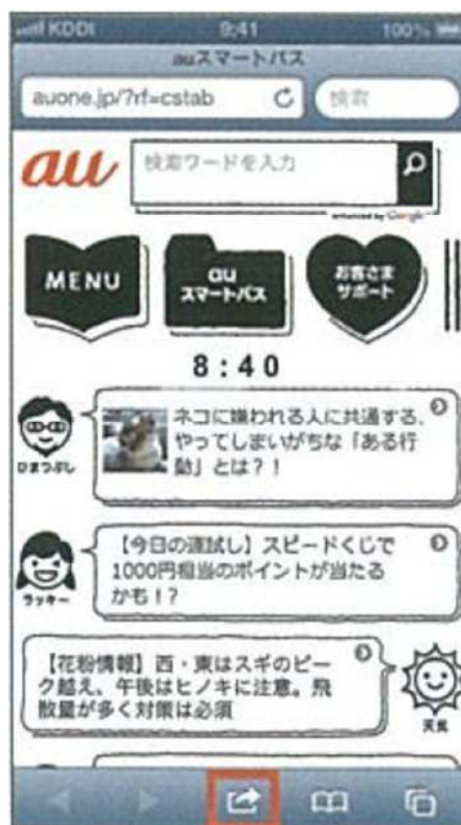 KDDI 9:41 100%
auスマートパス
auone.jp/?rf=cstab 検索
au 検索ワードを入力
enhanced by Google
MENU
au
スマートパス
お客さま
サポート
8:40
ネコに嫌われる人に共通する、
やってしまいがちな「ある行
動」とは?!
ひまつぶし
【今日の運試し】スピードくじで
1000円相当のポイントが当たる
かも!?
ラッキー
【花粉情報】西・東はスギのピー
ク越え、午後はヒノキに注意。飛
散量が多く対策は必須
天気